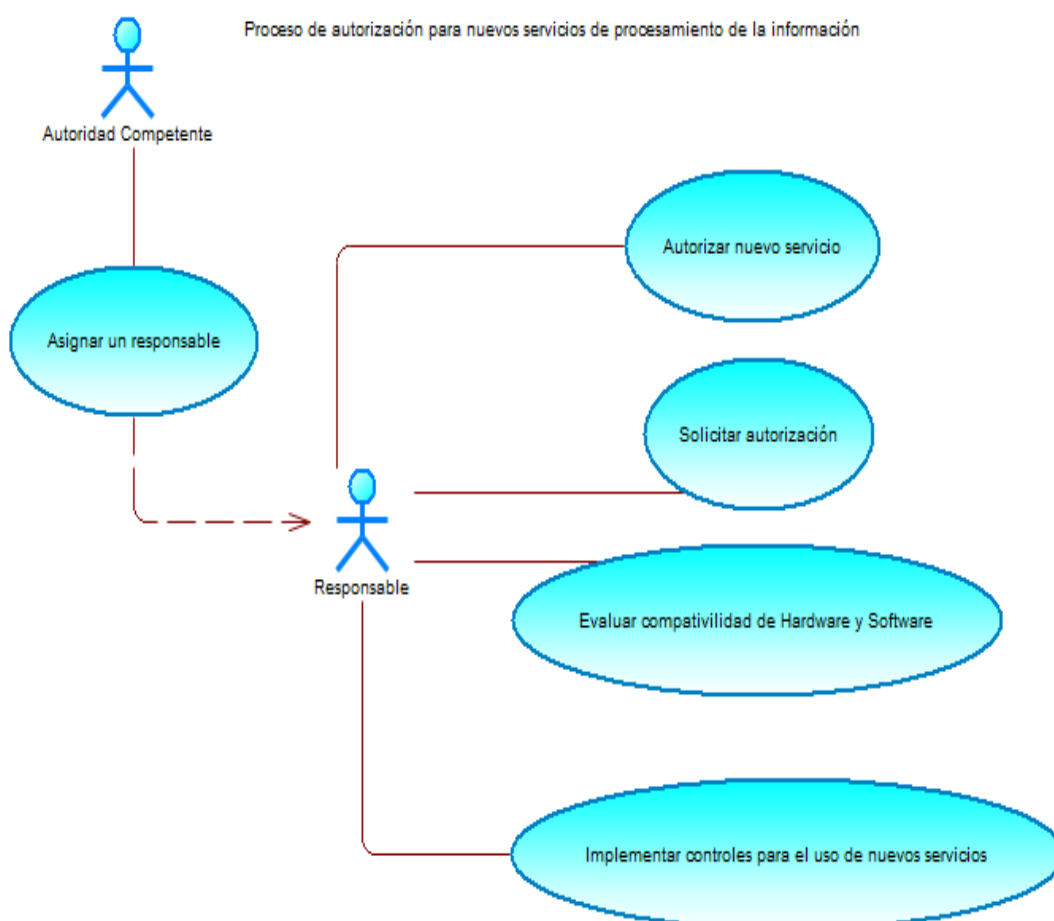 Proceso de autorización para nuevos servicios de procesamiento de la información
Autoridad Competente
Autorizar nuevo servicio
Asignar un responsable
Solicitar autorización
Responsable
Evaluar compativilidad de Hardware y Software
Implementar controles para el uso de nuevos servicios